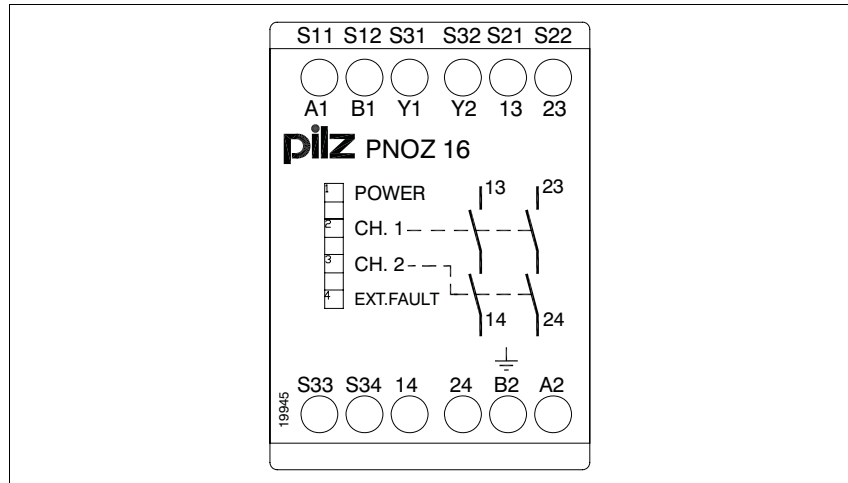 S11 S12 S31 S32 S21 S22
A1 B1 Y1 Y2 13 23
pilz PNOZ 16
1 POWER 13 23
2 CH. 1
3 CH. 2
4 EXT.FAULT
14 24
S33 S34 14 24 B2 A2
19945